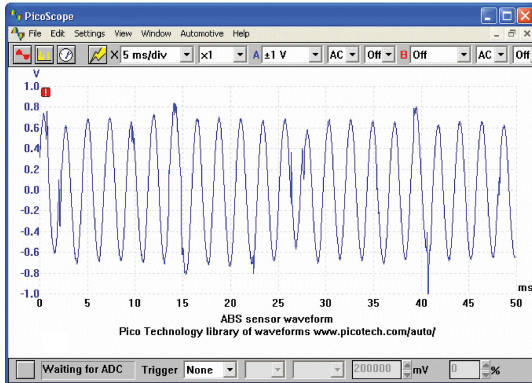 PicoScope
File Edit Settings View Window Automotive Help
X 5 ms/div x1 A ±1 V AC Off B Off AC Off
V
1.0
0.8
0.6
0.4
0.2
0.0
-0.2
-0.4
-0.6
-0.8
-1.0
0 5 10 15 20 25 30 35 40 45 50
ms
ABS sensor waveform
Pico Technology library of waveforms www.picotech.com/auto/
Waiting for ADC Trigger None 200000 mV 0 %